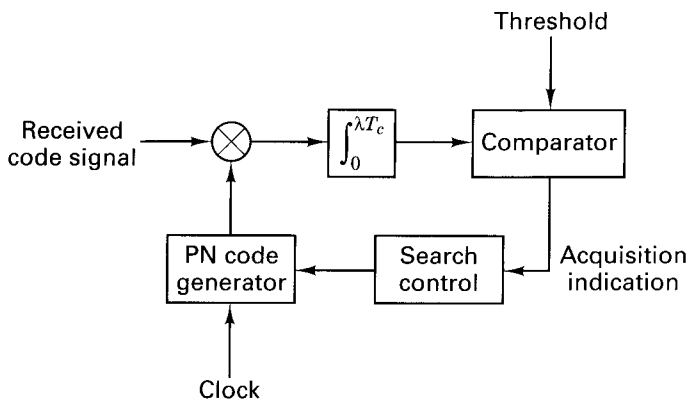 Threshold
Received
code signal
∫₀^λT_c
Comparator
PN code
generator
Search
control
Acquisition
indication
Clock